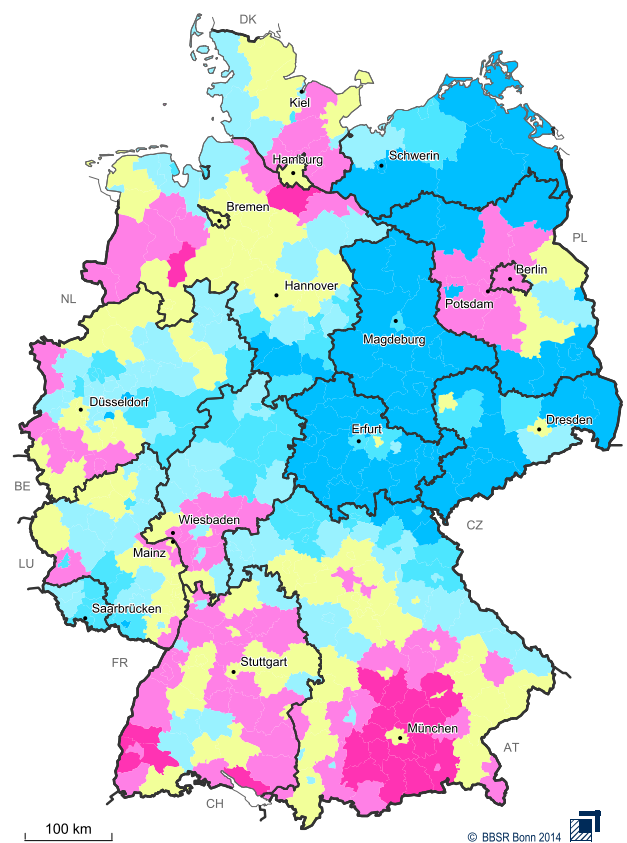 DK
Kiel
Hamburg
Schwerin
Bremen
PL
Berlin
NL
Hannover
Potsdam
Magdeburg
Düsseldorf
Dresden
Erfurt
BE
Wiesbaden
CZ
Mainz
LU
Saarbrücken
FR
Stuttgart
München
AT
CH
100 km
© BBSR Bonn 2014